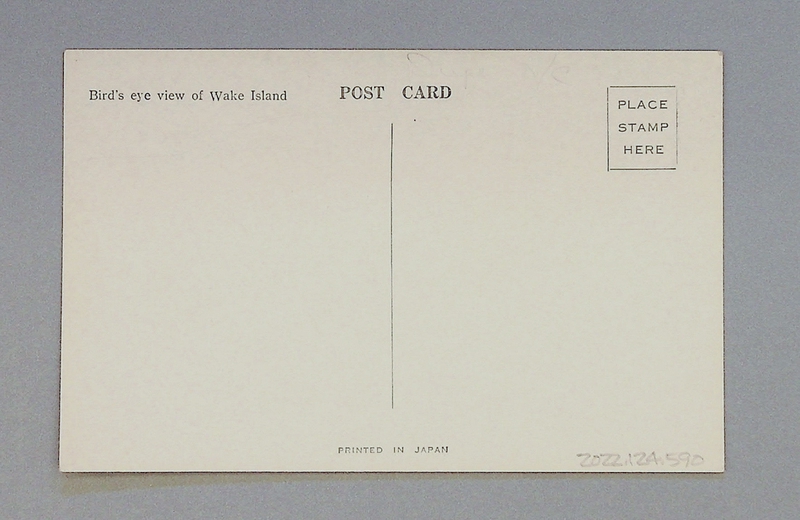 Bird's eye view of Wake Island
POST CARD
PLACE
STAMP
HERE
PRINTED IN JAPAN
2022.124.590